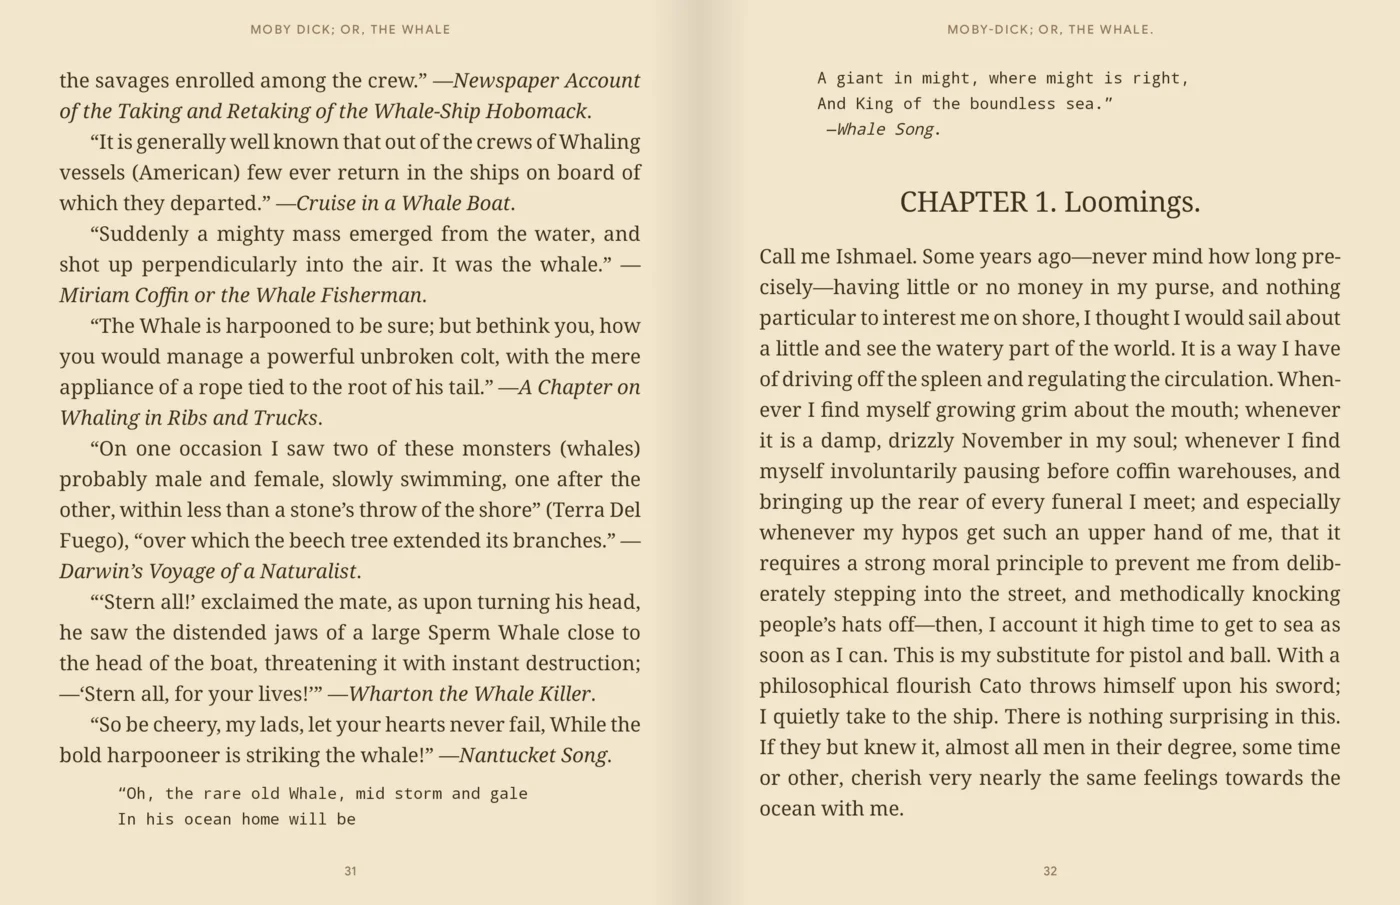 MOBY DICK; OR, THE WHALE
the savages enrolled among the crew.” —Newspaper Account
of the Taking and Retaking of the Whale-Ship Hobomack.
“It is generally well known that out of the crews of Whaling
vessels (American) few ever return in the ships on board of
which they departed.” —Cruise in a Whale Boat.
“Suddenly a mighty mass emerged from the water, and
shot up perpendicularly into the air. It was the whale.” —
Miriam Coffin or the Whale Fisherman.
“The Whale is harpooned to be sure; but bethink you, how
you would manage a powerful unbroken colt, with the mere
appliance of a rope tied to the root of his tail.” —A Chapter on
Whaling in Ribs and Trucks.
“On one occasion I saw two of these monsters (whales)
probably male and female, slowly swimming, one after the
other, within less than a stone’s throw of the shore” (Terra Del
Fuego), “over which the beech tree extended its branches.” —
Darwin’s Voyage of a Naturalist.
“‘Stern all!’ exclaimed the mate, as upon turning his head,
he saw the distended jaws of a large Sperm Whale close to
the head of the boat, threatening it with instant destruction;
—‘Stern all, for your lives!’” —Wharton the Whale Killer.
“So be cheery, my lads, let your hearts never fail, While the
bold harpooneer is striking the whale!” —Nantucket Song.
“Oh, the rare old Whale, mid storm and gale
In his ocean home will be
31
MOBY-DICK; OR, THE WHALE.
A giant in might, where might is right,
And King of the boundless sea.”
—Whale Song.
CHAPTER 1. Loomings.
Call me Ishmael. Some years ago—never mind how long pre-
cisely—having little or no money in my purse, and nothing
particular to interest me on shore, I thought I would sail about
a little and see the watery part of the world. It is a way I have
of driving off the spleen and regulating the circulation. When-
ever I find myself growing grim about the mouth; whenever
it is a damp, drizzly November in my soul; whenever I find
myself involuntarily pausing before coffin warehouses, and
bringing up the rear of every funeral I meet; and especially
whenever my hypos get such an upper hand of me, that it
requires a strong moral principle to prevent me from delib-
erately stepping into the street, and methodically knocking
people’s hats off—then, I account it high time to get to sea as
soon as I can. This is my substitute for pistol and ball. With a
philosophical flourish Cato throws himself upon his sword;
I quietly take to the ship. There is nothing surprising in this.
If they but knew it, almost all men in their degree, some time
or other, cherish very nearly the same feelings towards the
ocean with me.
32